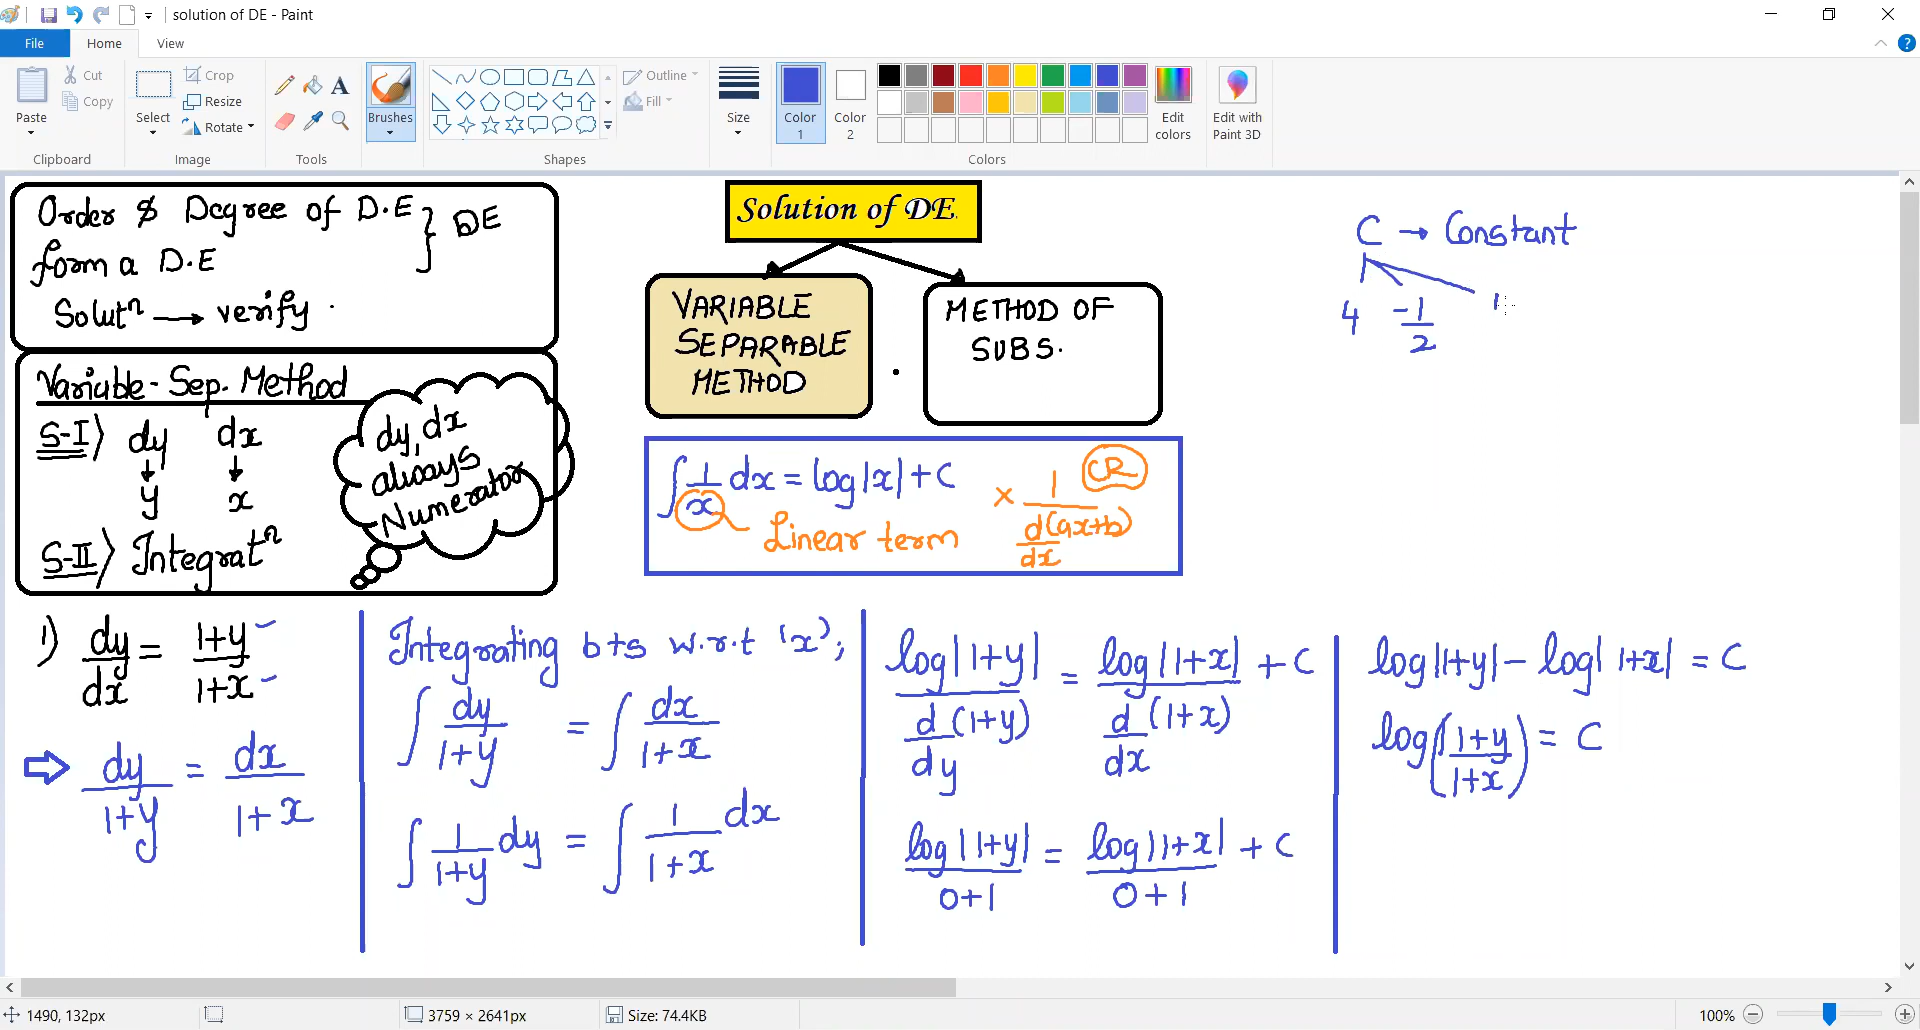 solution of DE - Paint
File Home View
Paste
Cut
Copy
Clipboard
Select
Crop
Resize
Rotate
Image
A
Tools
Brushes
Outline
Fill
Shapes
Size
Color 1
Color 2
Edit colors
Colors
Edit with Paint 3D
Order & Degree of D.E } DE
form a D.E
Solutⁿ → verify .
Variable-Sep. Method
S-I) dy dx
↓ ↓
y x
S-II) Integratⁿ
dy, dx
always
Numerator
Solution of DE.
VARIABLE
SEPARABLE
METHOD
METHOD OF
SUBS.
∫ 1/x dx = log|x| + C × 1/(d/dx (ax+b)) CR
Linear term
C → Constant
4 -1/2 1
1) dy/dx = (1+y)/(1+x)
⇒ dy/(1+y) = dx/(1+x)
Integrating b+s w.r.t 'x',
∫ dy/(1+y) = ∫ dx/(1+x)
∫ 1/(1+y) dy = ∫ 1/(1+x) dx
log|1+y| / (d/dy (1+y)) = log|1+x| / (d/dx (1+x)) + C
log|1+y| / (0+1) = log|1+x| / (0+1) + C
log|1+y| - log|1+x| = C
log((1+y)/(1+x)) = C
1490, 132px
3759 × 2641px
Size: 74.4KB
100%